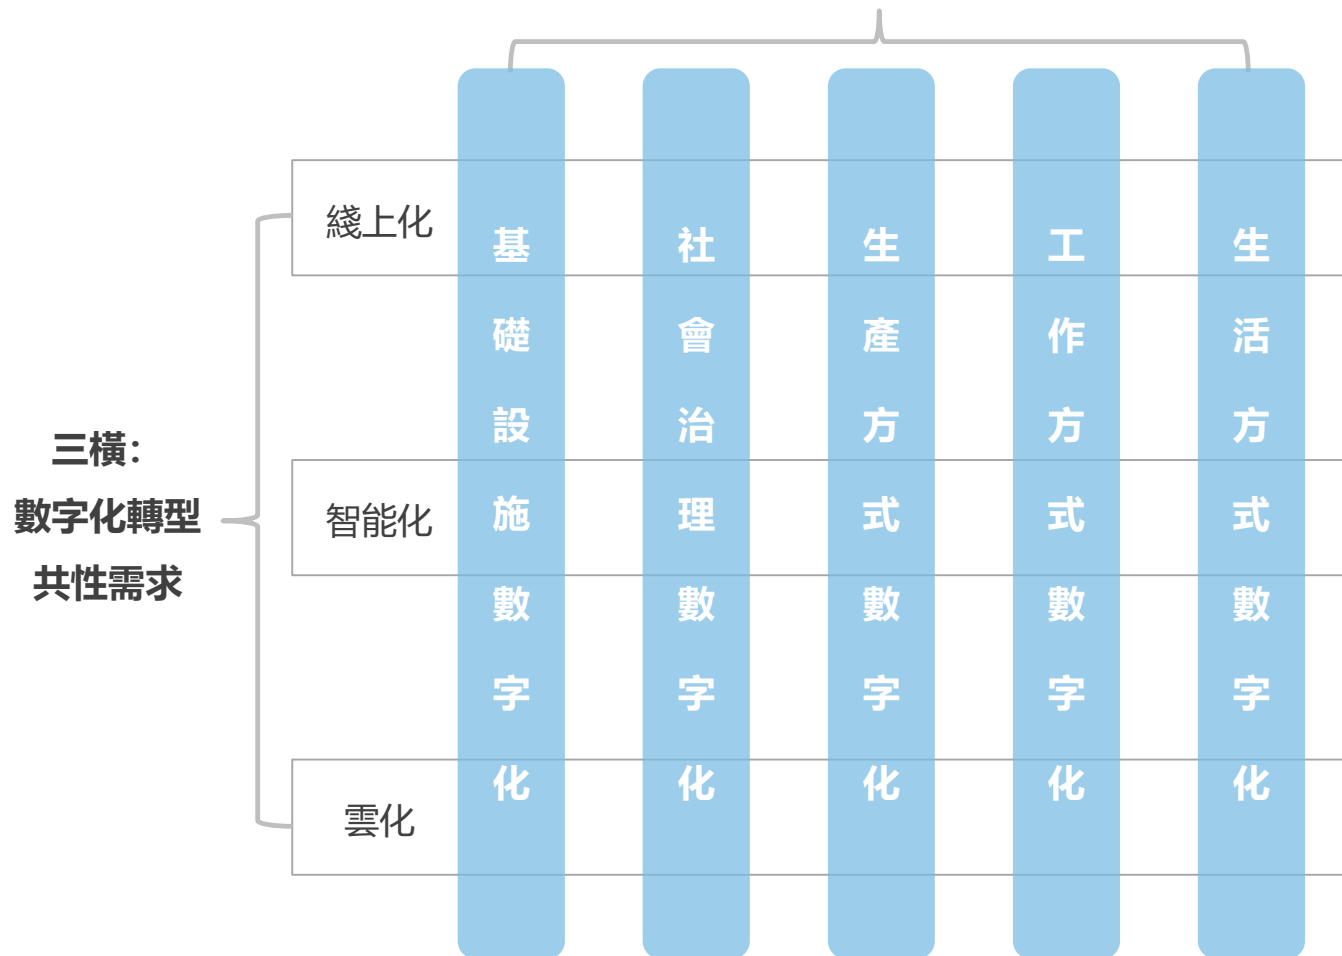 三橫：
數字化轉型
共性需求
綫上化
智能化
雲化
基礎設施數字化
社會治理數字化
生產方式數字化
工作方式數字化
生活方式數字化